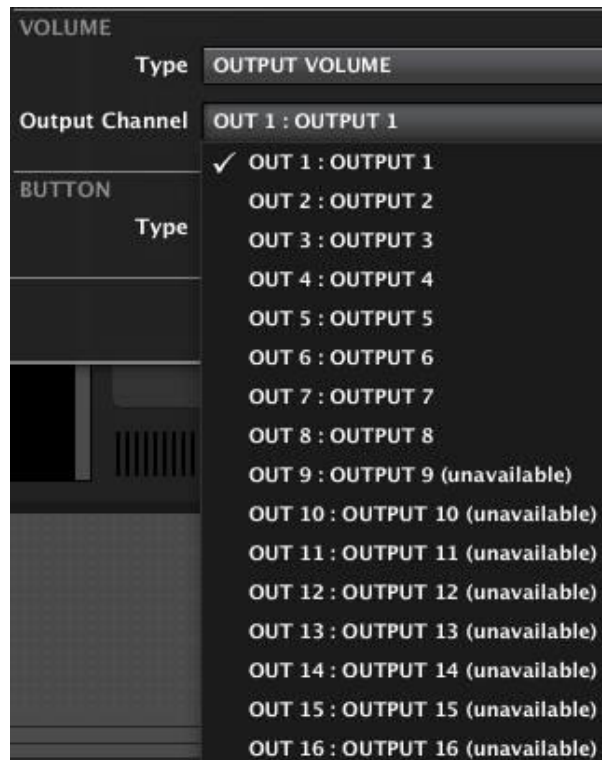 VOLUME
Type OUTPUT VOLUME
Output Channel OUT 1 : OUTPUT 1
✓ OUT 1 : OUTPUT 1
BUTTON
Type
OUT 2 : OUTPUT 2
OUT 3 : OUTPUT 3
OUT 4 : OUTPUT 4
OUT 5 : OUTPUT 5
OUT 6 : OUTPUT 6
OUT 7 : OUTPUT 7
OUT 8 : OUTPUT 8
OUT 9 : OUTPUT 9 (unavailable)
OUT 10 : OUTPUT 10 (unavailable)
OUT 11 : OUTPUT 11 (unavailable)
OUT 12 : OUTPUT 12 (unavailable)
OUT 13 : OUTPUT 13 (unavailable)
OUT 14 : OUTPUT 14 (unavailable)
OUT 15 : OUTPUT 15 (unavailable)
OUT 16 : OUTPUT 16 (unavailable)